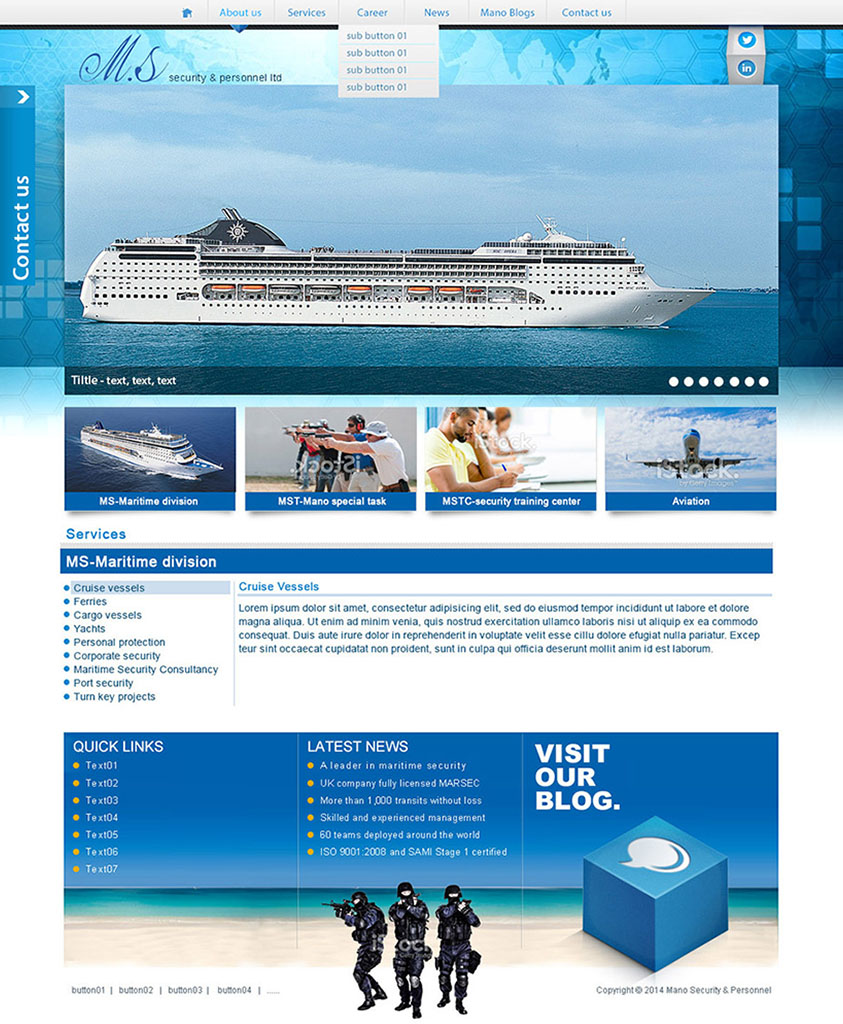 About us
Services
Career
News
Mano Blogs
Contact us
sub button 01
sub button 01
sub button 01
sub button 01
M.S
security & personnel ltd
in
Contact us
Tiltle - text, text, text
iStock.
iStock.
iStock.
by Getty Images™
MS-Maritime division
MST-Mano special task
MSTC-security training center
Aviation
Services
MS-Maritime division
Cruise vessels
Ferries
Cargo vessels
Yachts
Personal protection
Corporate security
Maritime Security Consultancy
Port security
Turn key projects
Cruise Vessels
Lorem ipsum dolor sit amet, consectetur adipisicing elit, sed do eiusmod tempor incididunt ut labore et dolore
magna aliqua. Ut enim ad minim venia, quis nostrud exercitation ullamco laboris nisi ut aliquip ex ea commodo
consequat. Duis aute irure dolor in reprehenderit in voluptate velit esse cillu dolore efugiat nulla pariatur. Excep
teur sint occaecat cupidatat non proident, sunt in culpa qui officia deserunt mollit anim id est laborum.
QUICK LINKS
Text01
Text02
Text03
Text04
Text05
Text06
Text07
LATEST NEWS
A leader in maritime security
UK company fully licensed MARSEC
More than 1,000 transits without loss
Skilled and experienced management
60 teams deployed around the world
ISO 9001:2008 and SAMI Stage 1 certified
VISIT
OUR
BLOG.
iStock
button01 | button02 | button03 | button04 | ......
Copyright © 2014 Mano Security & Personnel